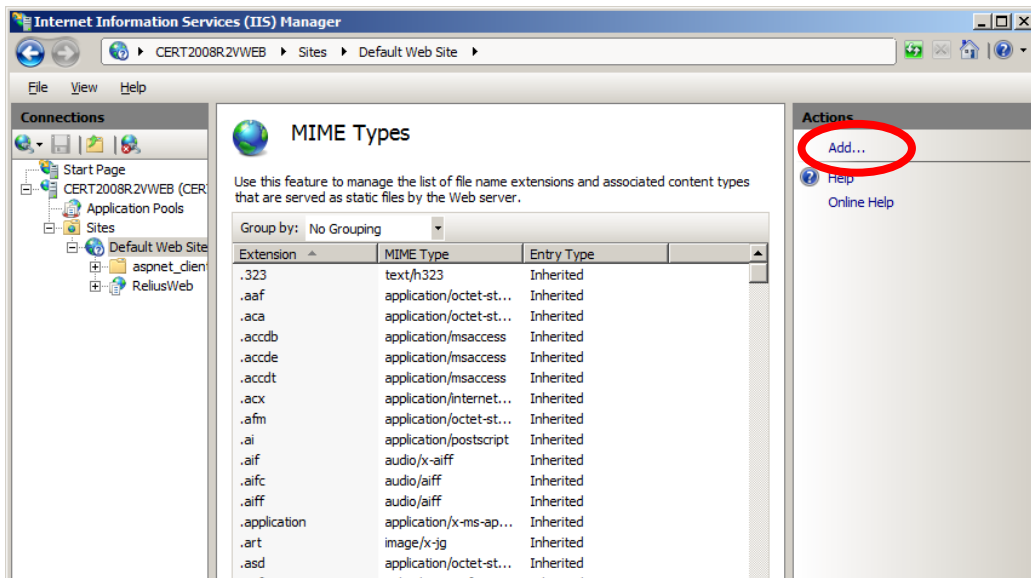 Internet Information Services (IIS) Manager
CERT2008R2VWEB Sites Default Web Site
File View Help
Connections
Start Page
CERT2008R2VWEB (CER
Application Pools
Sites
Default Web Site
aspnet_clien
ReliusWeb
MIME Types
Use this feature to manage the list of file name extensions and associated content types
that are served as static files by the Web server.
Group by: No Grouping
Extension MIME Type Entry Type
.323 text/h323 Inherited
.aaf application/octet-st... Inherited
.aca application/octet-st... Inherited
.accdb application/msaccess Inherited
.accde application/msaccess Inherited
.accdt application/msaccess Inherited
.acx application/internet... Inherited
.afm application/octet-st... Inherited
.ai application/postscript Inherited
.aif audio/x-aiff Inherited
.aifc audio/aiff Inherited
.aiff audio/aiff Inherited
.application application/x-ms-ap... Inherited
.art image/x-jg Inherited
.asd application/octet-st... Inherited
Actions
Add...
Help
Online Help